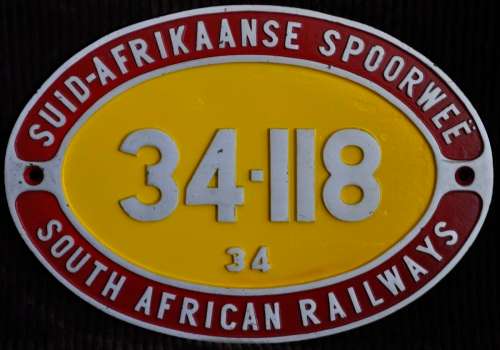 SUID-AFRIKAANSE SPOORWEË
34-118
34
SOUTH AFRICAN RAILWAYS